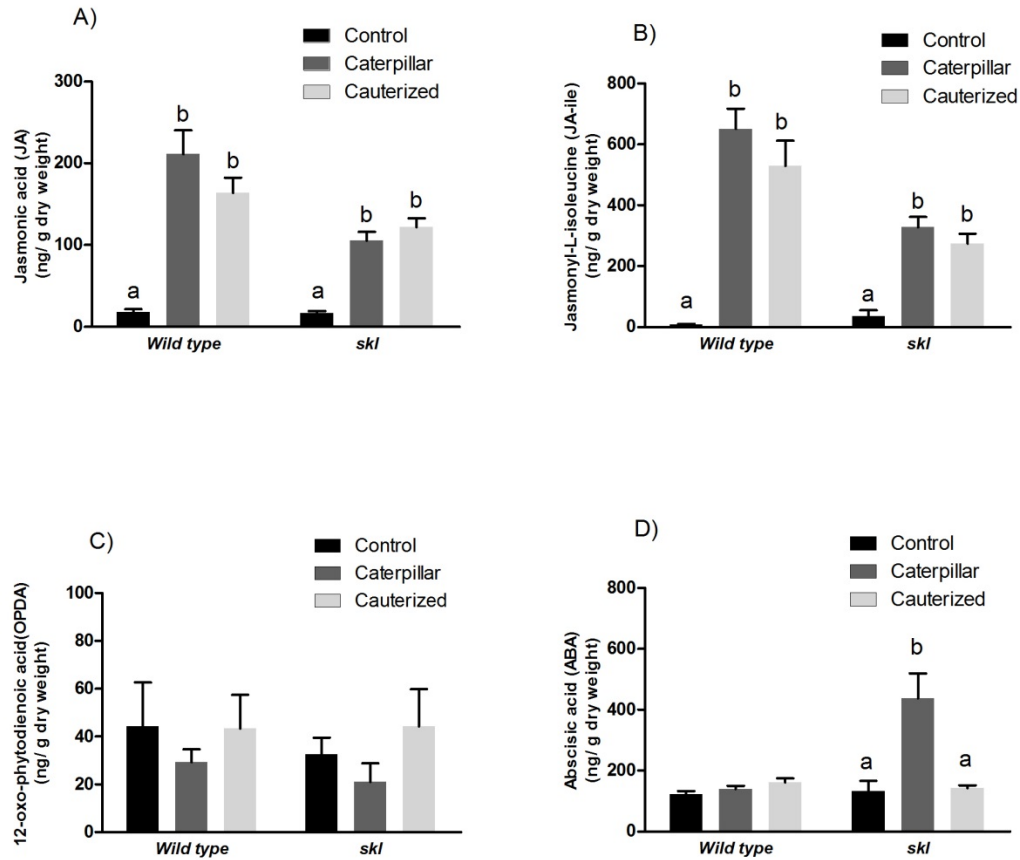 A)
Control
Caterpillar
Cauterized
Jasmonic acid (JA)
(ng/ g dry weight)
300
200
100
0
a
b
b
a
b
b
Wild type
skl
B)
Control
Caterpillar
Cauterized
Jasmonyl-L-isoleucine (JA-ile)
(ng/ g dry weight)
800
600
400
200
0
a
b
b
a
b
b
Wild type
skl
C)
Control
Caterpillar
Cauterized
12-oxo-phytodienoic acid(OPDA)
(ng/ g dry weight)
100
80
60
40
20
0
Wild type
skl
D)
Control
Caterpillar
Cauterized
Abscisic acid (ABA)
(ng/ g dry weight)
800
600
400
200
0
a
b
a
Wild type
skl